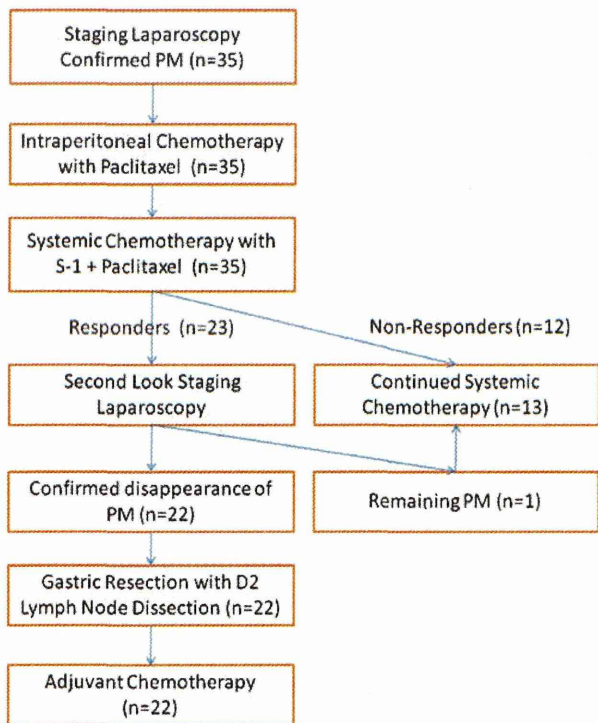 Staging Laparoscopy
Confirmed PM (n=35)
Intraperitoneal Chemotherapy
with Paclitaxel (n=35)
Systemic Chemotherapy with
S-1 + Paclitaxel (n=35)
Responders (n=23)
Non-Responders (n=12)
Second Look Staging
Laparoscopy
Continued Systemic
Chemotherapy (n=13)
Confirmed disappearance of
PM (n=22)
Remaining PM (n=1)
Gastric Resection with D2
Lymph Node Dissection (n=22)
Adjuvant Chemotherapy
(n=22)